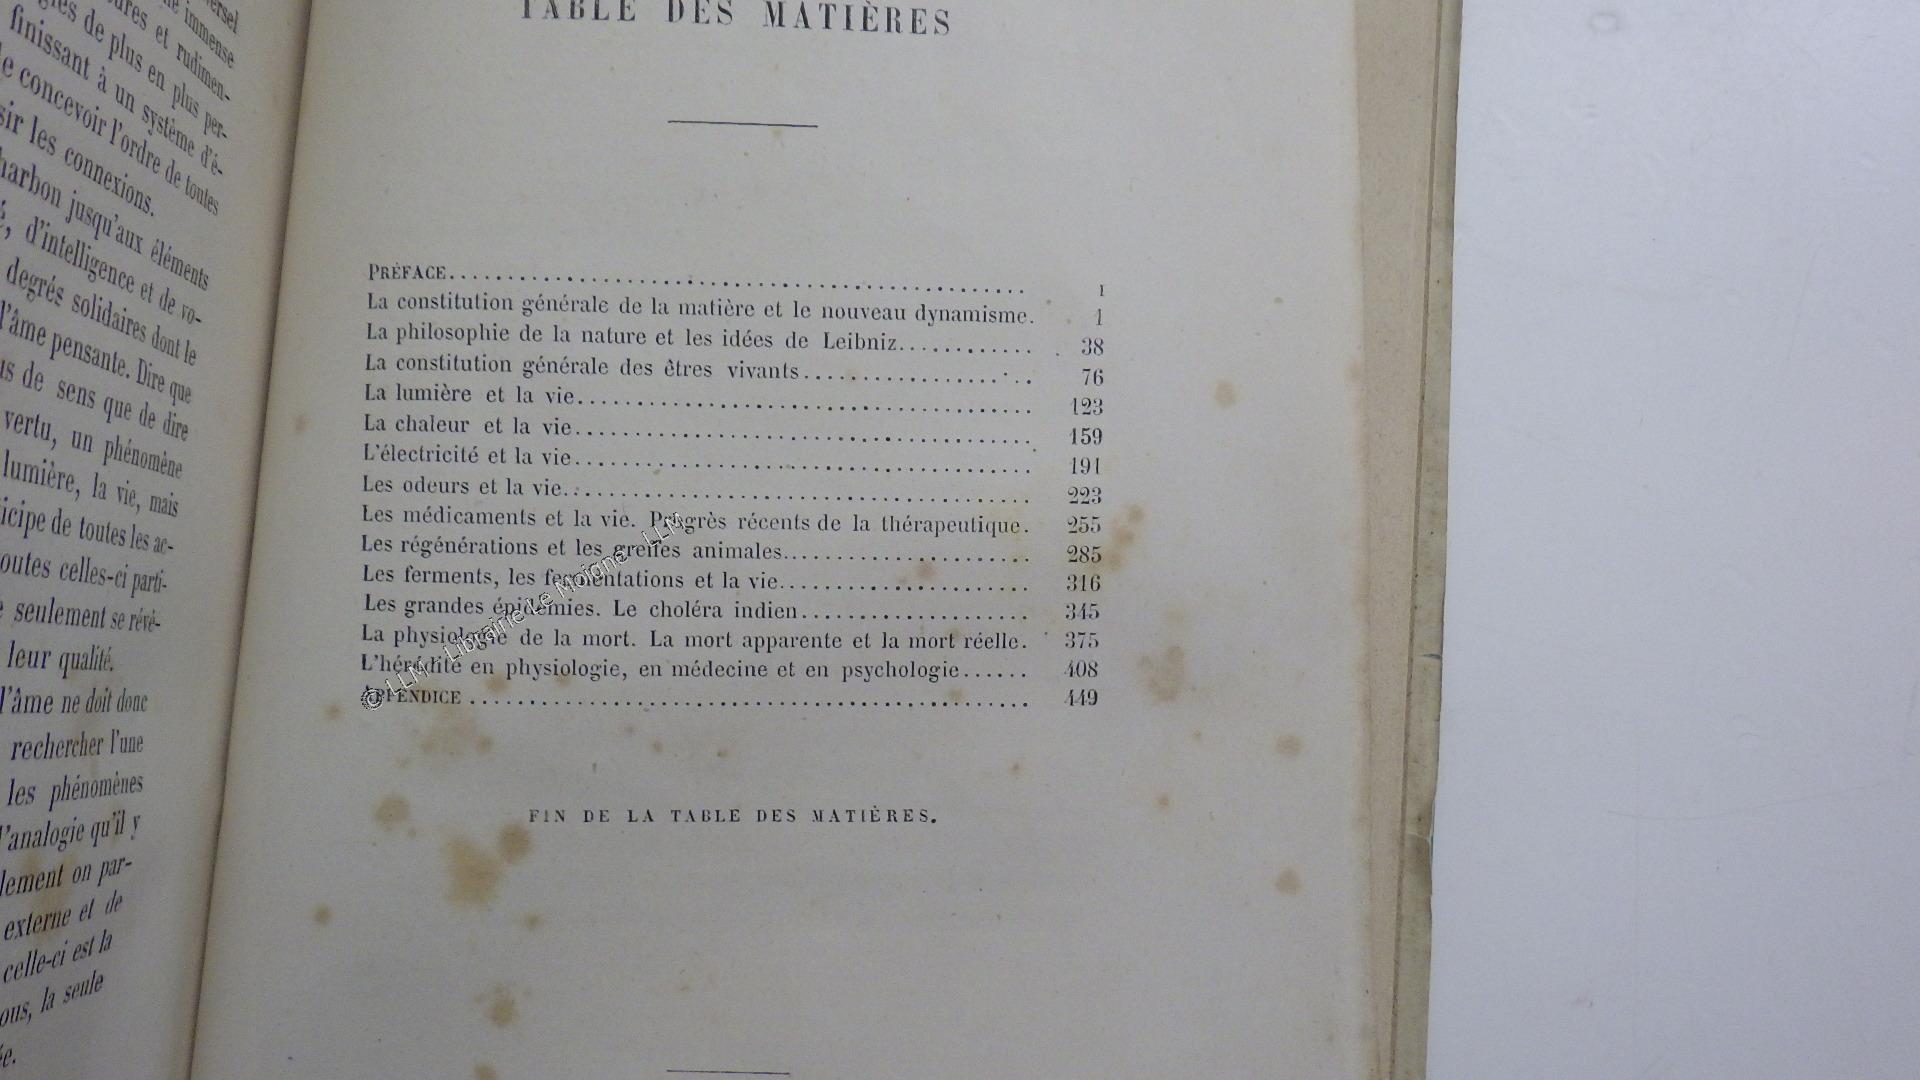 finissant à un système d'é-
concevoir l'ordre de toutes
les connexions.
jusqu'aux éléments
d'intelligence et de vo-
degrés solidaires dont le
l'âme pensante. Dire que
de sens que de dire
vertu, un phénomène
lumière, la vie, mais
de toutes les ac-
celles-ci parti-
seulement se révè-
leur qualité.
l'âme ne doit donc
rechercher l'une
les phénomènes
l'analogie qu'il y
on par-
externe et de
celle-ci est la
la seule
TABLE DES MATIÈRES
PRÉFACE.................................................. I
La constitution générale de la matière et le nouveau dynamisme. 1
La philosophie de la nature et les idées de Leibniz............ 38
La constitution générale des êtres vivants.................... 76
La lumière et la vie....................................... 123
La chaleur et la vie....................................... 159
L'électricité et la vie....................................... 191
Les odeurs et la vie........................................ 223
Les médicaments et la vie. Progrès récents de la thérapeutique. 255
Les régénérations et les greffes animales..................... 285
Les ferments, les fermentations et la vie..................... 316
Les grandes épidémies. Le choléra indien.................... 345
La physiologie de la mort. La mort apparente et la mort réelle. 375
L'hérédité en physiologie, en médecine et en psychologie...... 408
APPENDICE ................................................ 449
FIN DE LA TABLE DES MATIÈRES.
© LLM - Librairie Le Moigne - LLM